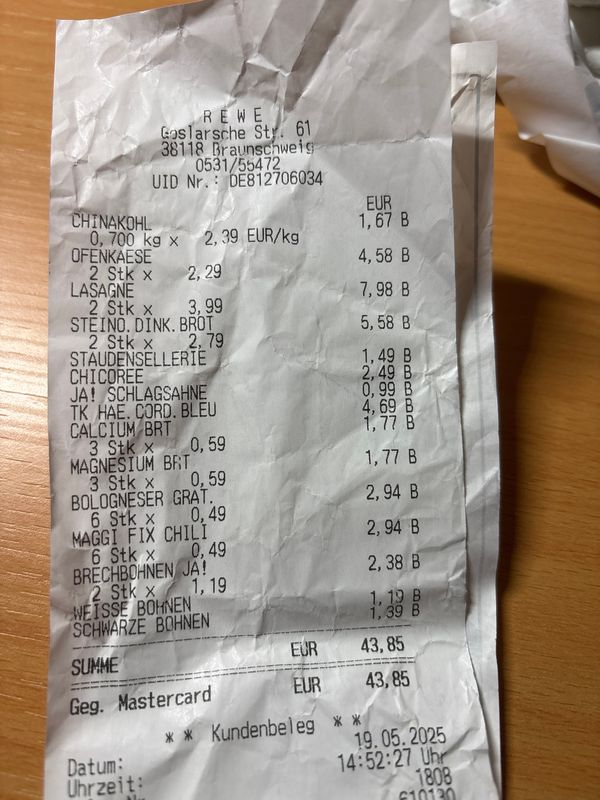 R E W E
Goslarsche Str. 61
38118 Braunschweig
0531/55472
UID Nr.: DE812706034
EUR
CHINAKOHL 1,67 B
0,700 kg x 2,39 EUR/kg
OFENKAESE 4,58 B
2 Stk x 2,29
LASAGNE 7,98 B
2 Stk x 3,99
STEINO.DINK.BROT 5,58 B
2 Stk x 2,79
STAUDENSELLERIE 1,49 B
CHICOREE 2,49 B
JA! SCHLAGSAHNE 0,99 B
TK HAE.CORD.BLEU 4,69 B
CALCIUM BRT 1,77 B
3 Stk x 0,59
MAGNESIUM BRT 1,77 B
3 Stk x 0,59
BOLOGNESER GRAT. 2,94 B
6 Stk x 0,49
MAGGI FIX CHILI 2,94 B
6 Stk x 0,49
BRECHBOHNEN JA! 2,38 B
2 Stk x 1,19
WEISSE BOHNEN 1,19 B
SCHWARZE BOHNEN 1,39 B
SUMME EUR 43,85
Geg. Mastercard EUR 43,85
* * Kundenbeleg * *
Datum: 19.05.2025
Uhrzeit: 14:52:27 Uhr
1808